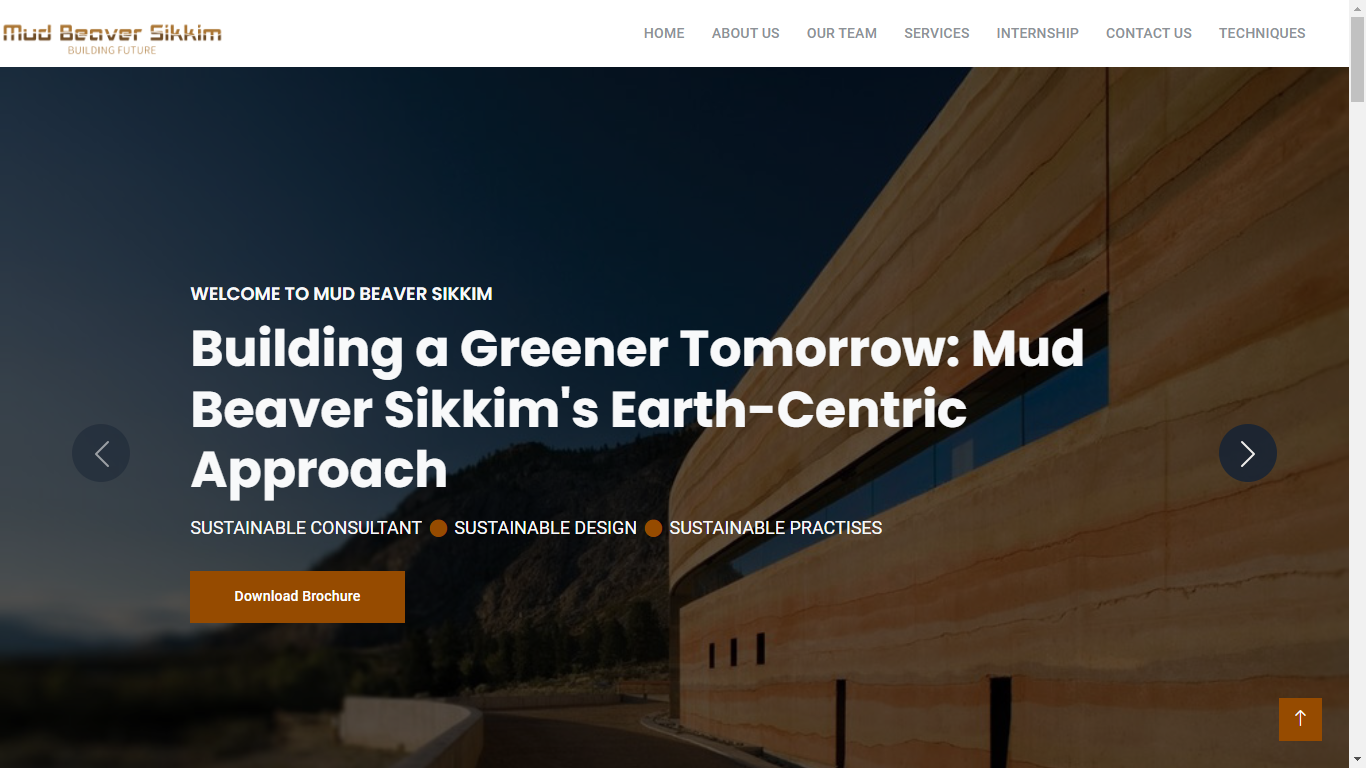 Mud Beaver Sikkim
BUILDING FUTURE
HOME ABOUT US OUR TEAM SERVICES INTERNSHIP CONTACT US TECHNIQUES
WELCOME TO MUD BEAVER SIKKIM
Building a Greener Tomorrow: Mud
Beaver Sikkim's Earth-Centric
Approach
SUSTAINABLE CONSULTANT SUSTAINABLE DESIGN SUSTAINABLE PRACTISES
Download Brochure